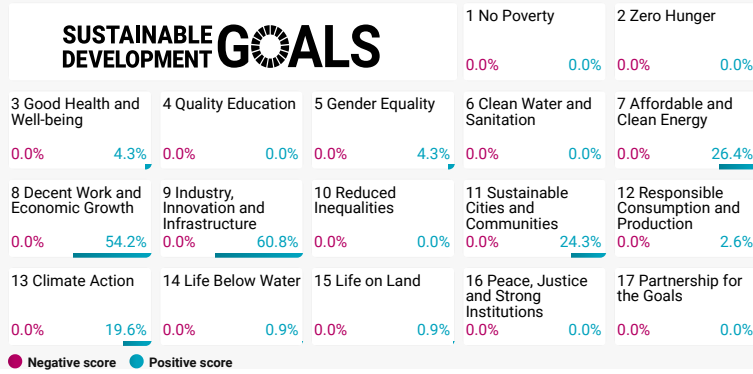 SUSTAINABLE
DEVELOPMENT
GOALS
1 No Poverty
0.0% 0.0%
2 Zero Hunger
0.0% 0.0%
3 Good Health and
Well-being
0.0% 4.3%
4 Quality Education
0.0% 0.0%
5 Gender Equality
0.0% 4.3%
6 Clean Water and
Sanitation
0.0% 0.0%
7 Affordable and
Clean Energy
0.0% 26.4%
8 Decent Work and
Economic Growth
0.0% 54.2%
9 Industry,
Innovation and
Infrastructure
0.0% 60.8%
10 Reduced
Inequalities
0.0% 0.0%
11 Sustainable
Cities and
Communities
0.0% 24.3%
12 Responsible
Consumption and
Production
0.0% 2.6%
13 Climate Action
0.0% 19.6%
14 Life Below Water
0.0% 0.9%
15 Life on Land
0.0% 0.9%
16 Peace, Justice
and Strong
Institutions
0.0% 0.0%
17 Partnership for
the Goals
0.0% 0.0%
Negative score Positive score